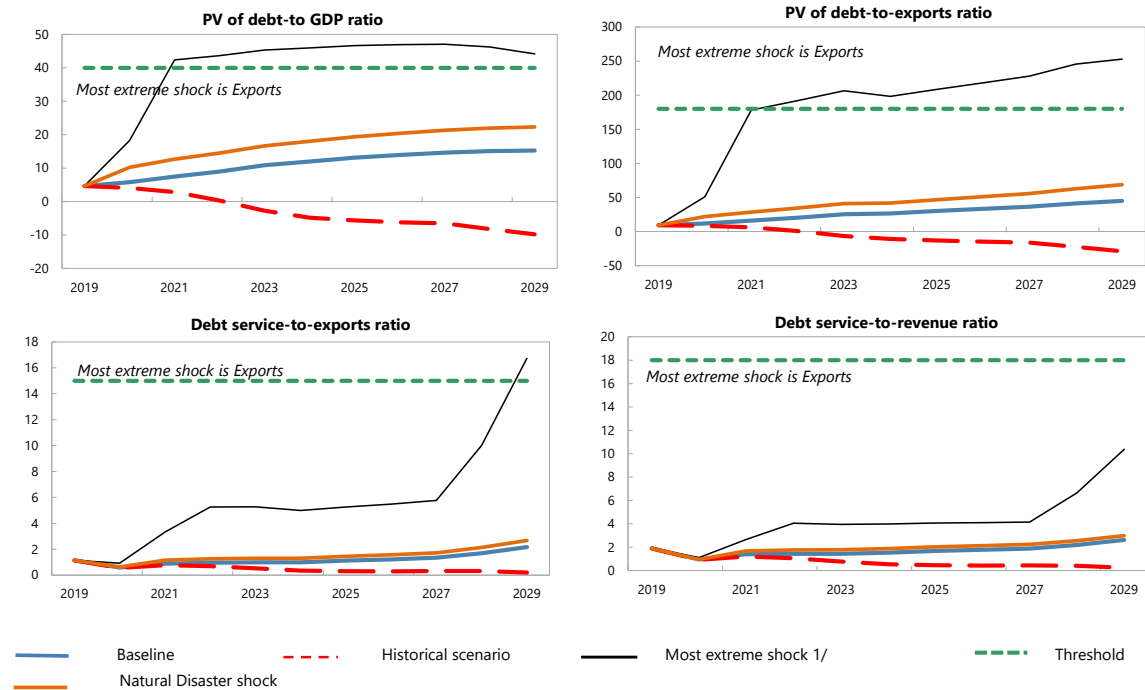 PV of debt-to GDP ratio
50
40
30
20
10
0
-10
-20
Most extreme shock is Exports
2019 2021 2023 2025 2027 2029
PV of debt-to-exports ratio
300
250
200
150
100
50
0
-50
Most extreme shock is Exports
2019 2021 2023 2025 2027 2029
Debt service-to-exports ratio
18
16
14
12
10
8
6
4
2
0
Most extreme shock is Exports
2019 2021 2023 2025 2027 2029
Debt service-to-revenue ratio
20
18
16
14
12
10
8
6
4
2
0
Most extreme shock is Exports
2019 2021 2023 2025 2027 2029
Baseline Historical scenario Most extreme shock 1/ Threshold
Natural Disaster shock